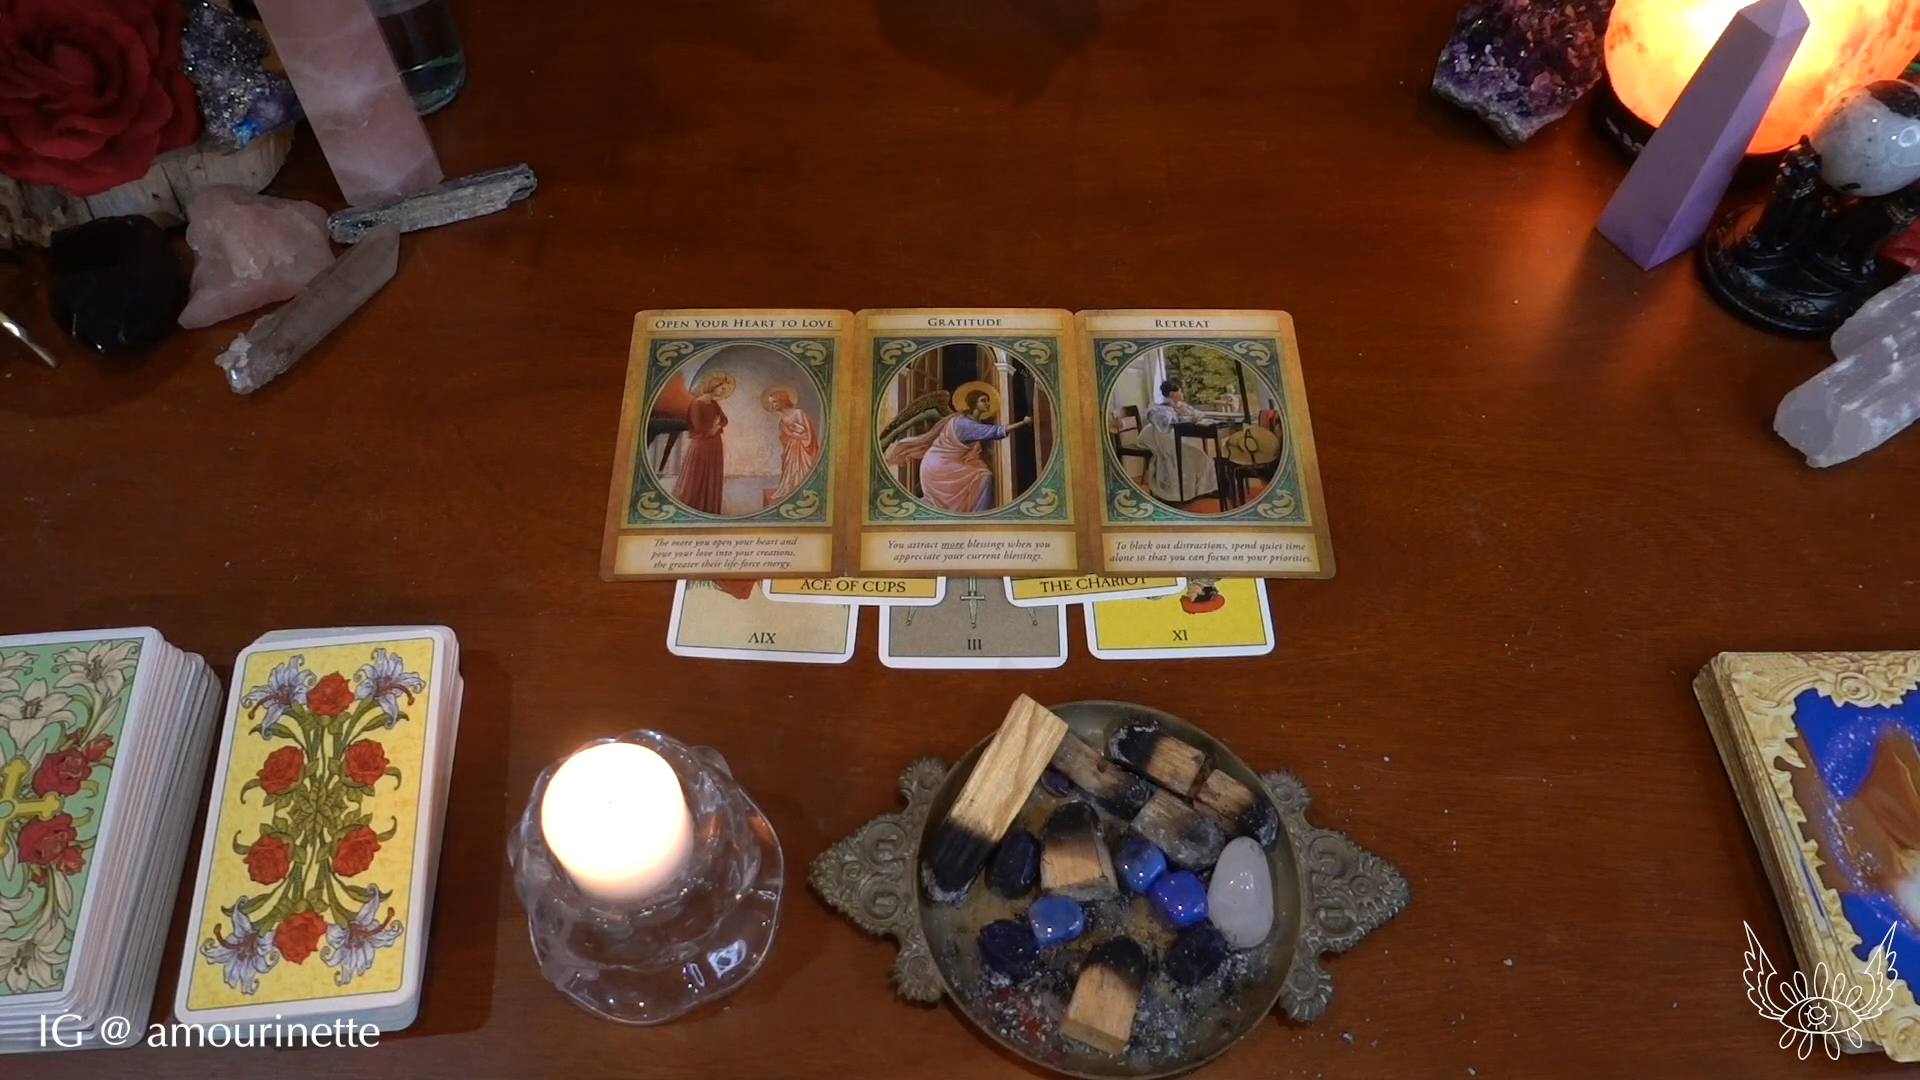 OPEN YOUR HEART TO LOVE
GRATITUDE
RETREAT
The more you open your heart and
pour your love into your creations,
the greater their life-force energy.
You attract more blessings when you
appreciate your current blessings.
To block out distractions, spend quiet time
alone so that you can focus on your priorities.
ACE OF CUPS
THE CHARIOT
XIV
III
XI
IG @ amourinette